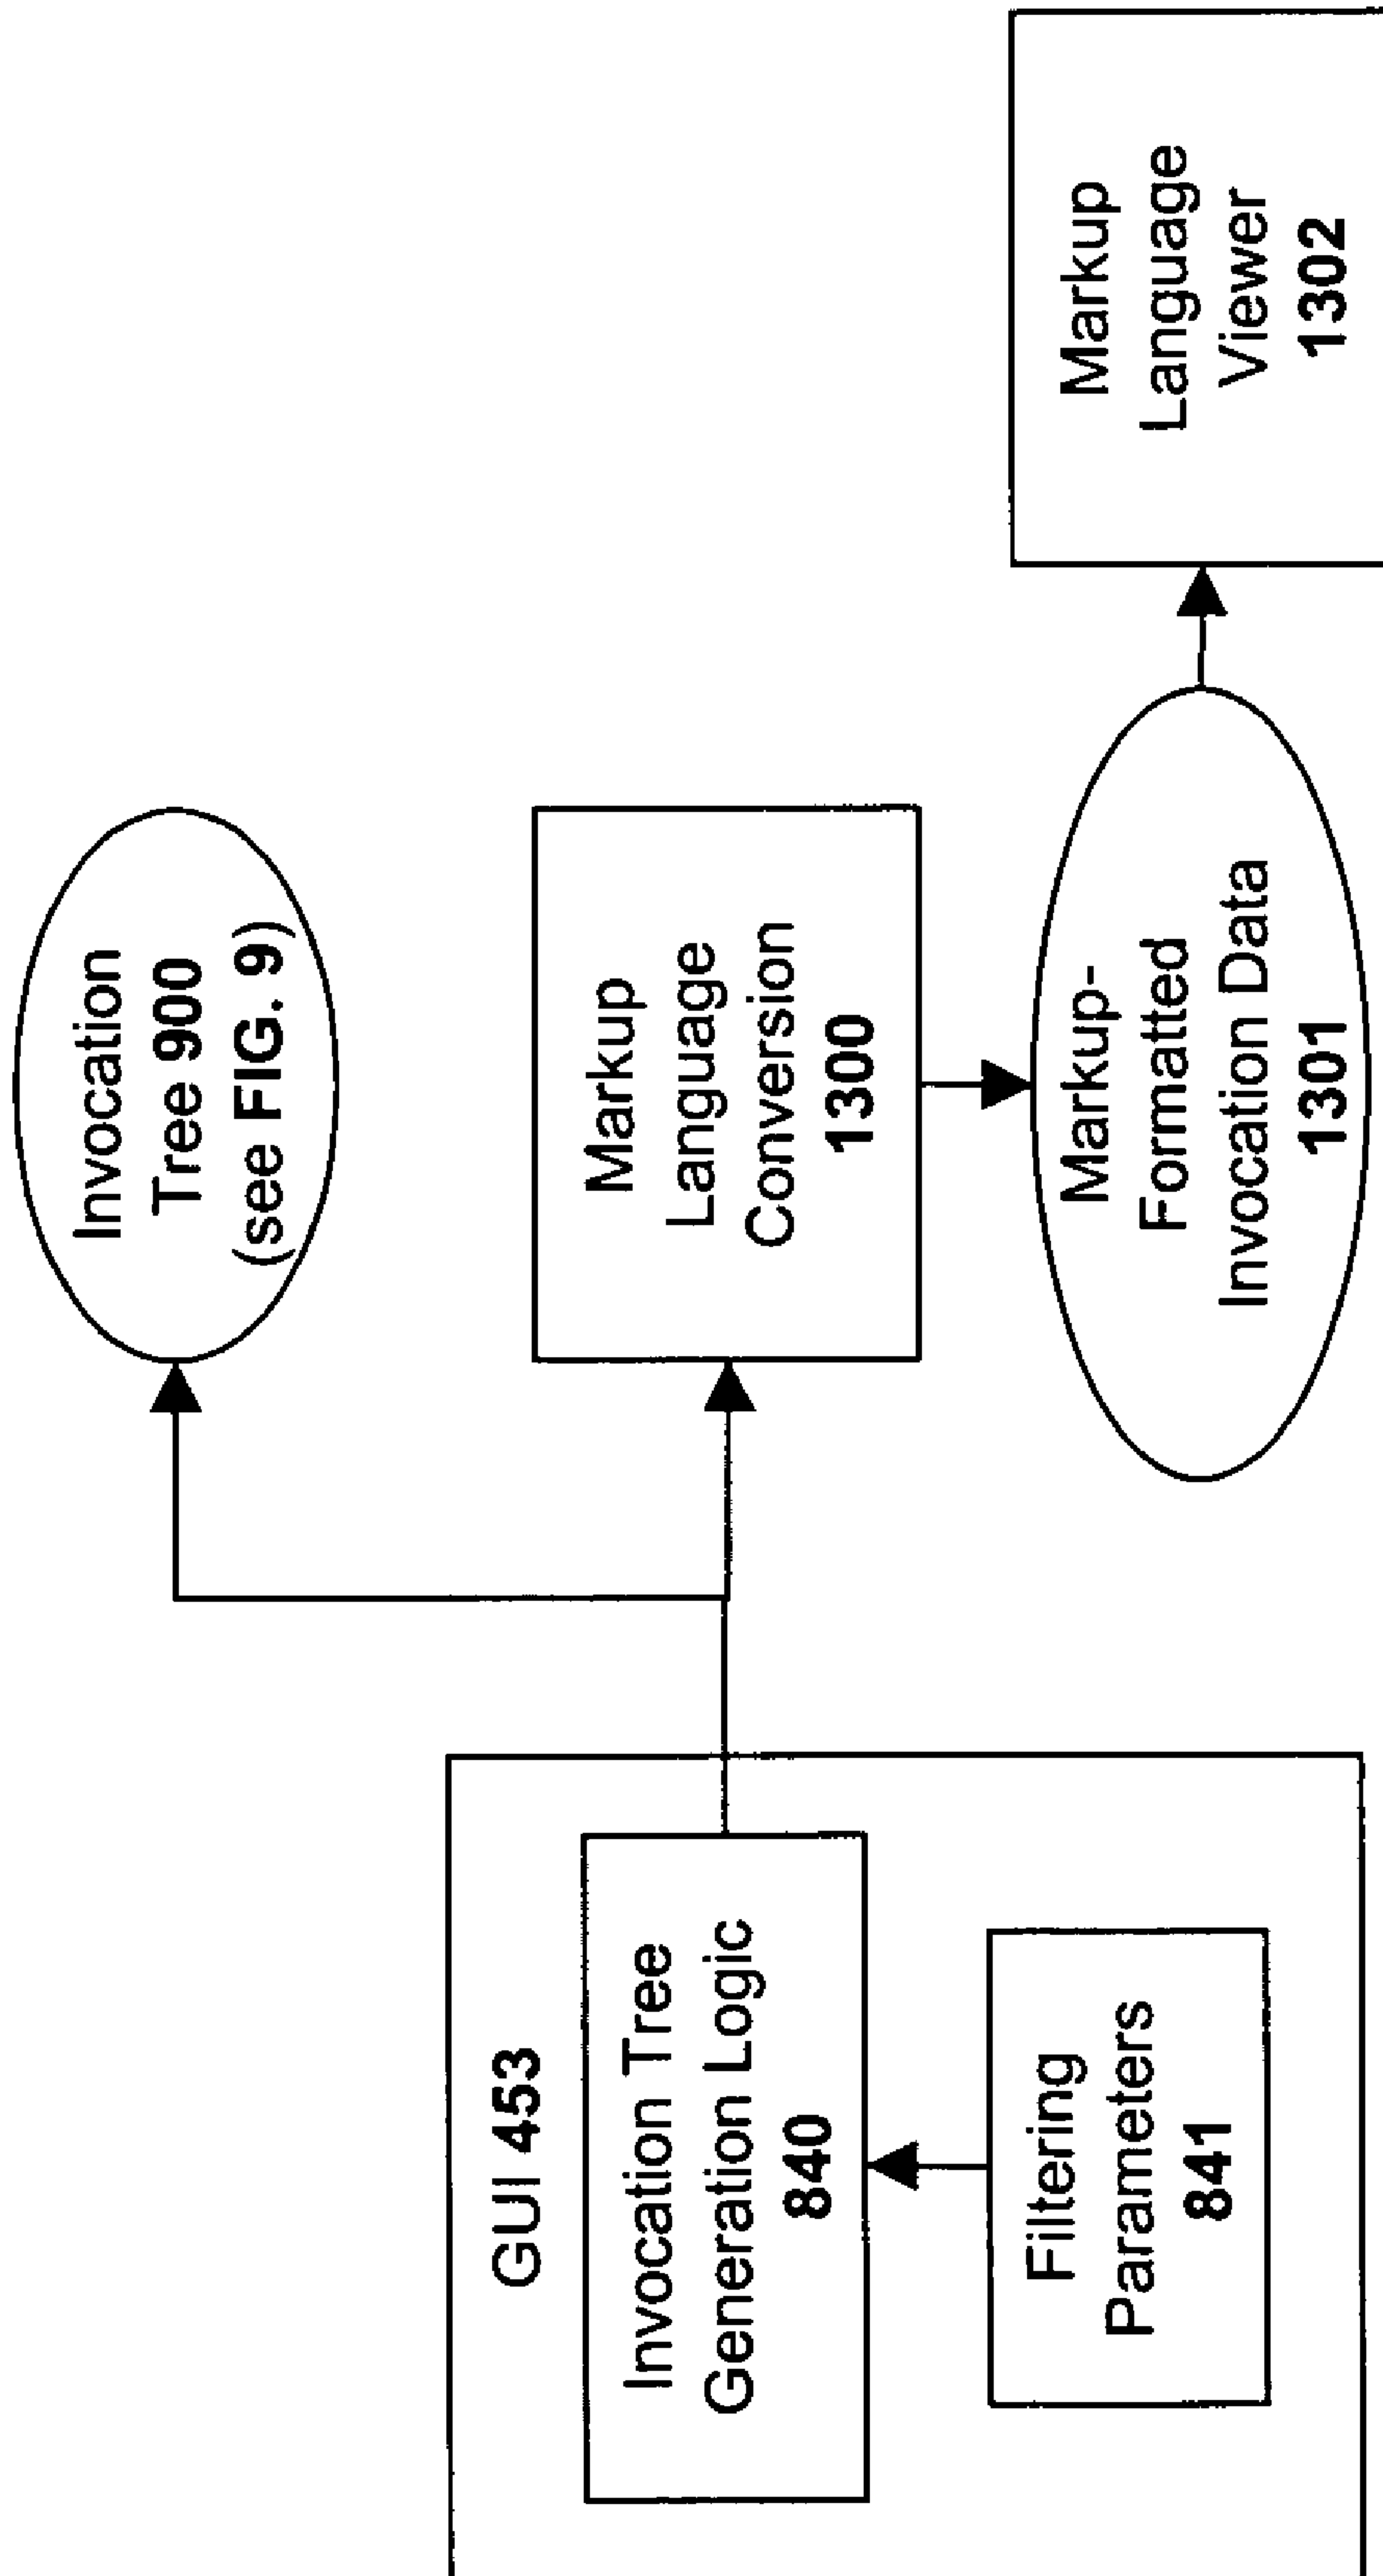 GUI 453
Invocation Tree
Generation Logic
840
Filtering
Parameters
841
Invocation
Tree 900
(see FIG. 9)
Markup
Language
Conversion
1300
Markup-
Formatted
Invocation Data
1301
Markup
Language
Viewer
1302